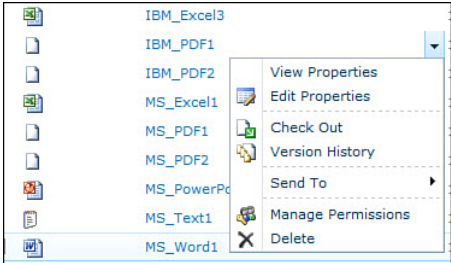 IBM_Excel3
IBM_PDF1
IBM_PDF2
MS_Excel1
MS_PDF1
MS_PDF2
MS_PowerPo
MS_Text1
MS_Word1
View Properties
Edit Properties
Check Out
Version History
Send To
Manage Permissions
Delete